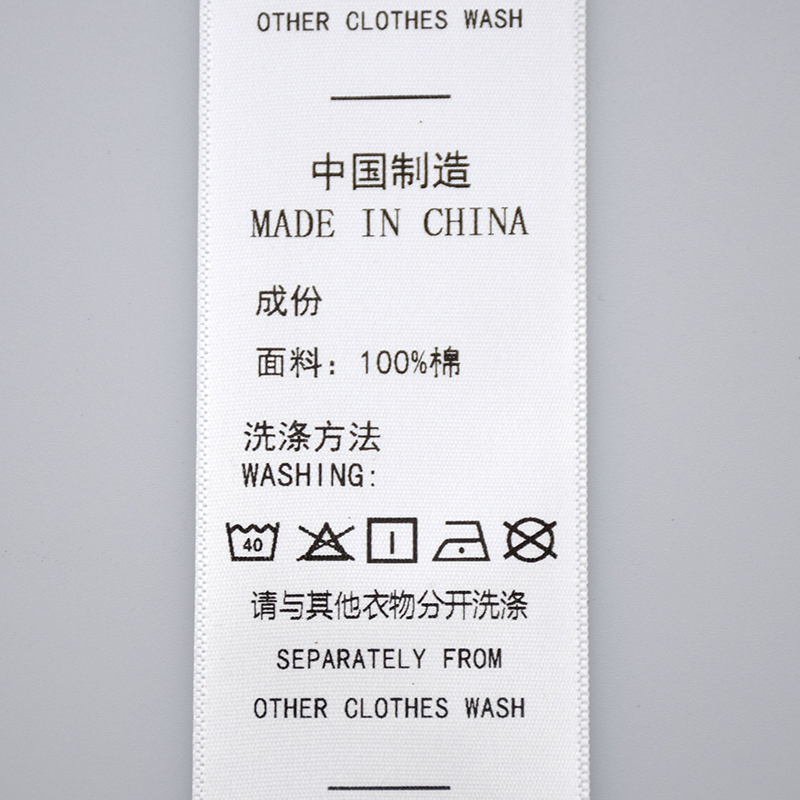 OTHER CLOTHES WASH
中国制造
MADE IN CHINA
成份
面料：100%棉
洗涤方法
WASHING:
40
请与其他衣物分开洗涤
SEPARATELY FROM
OTHER CLOTHES WASH